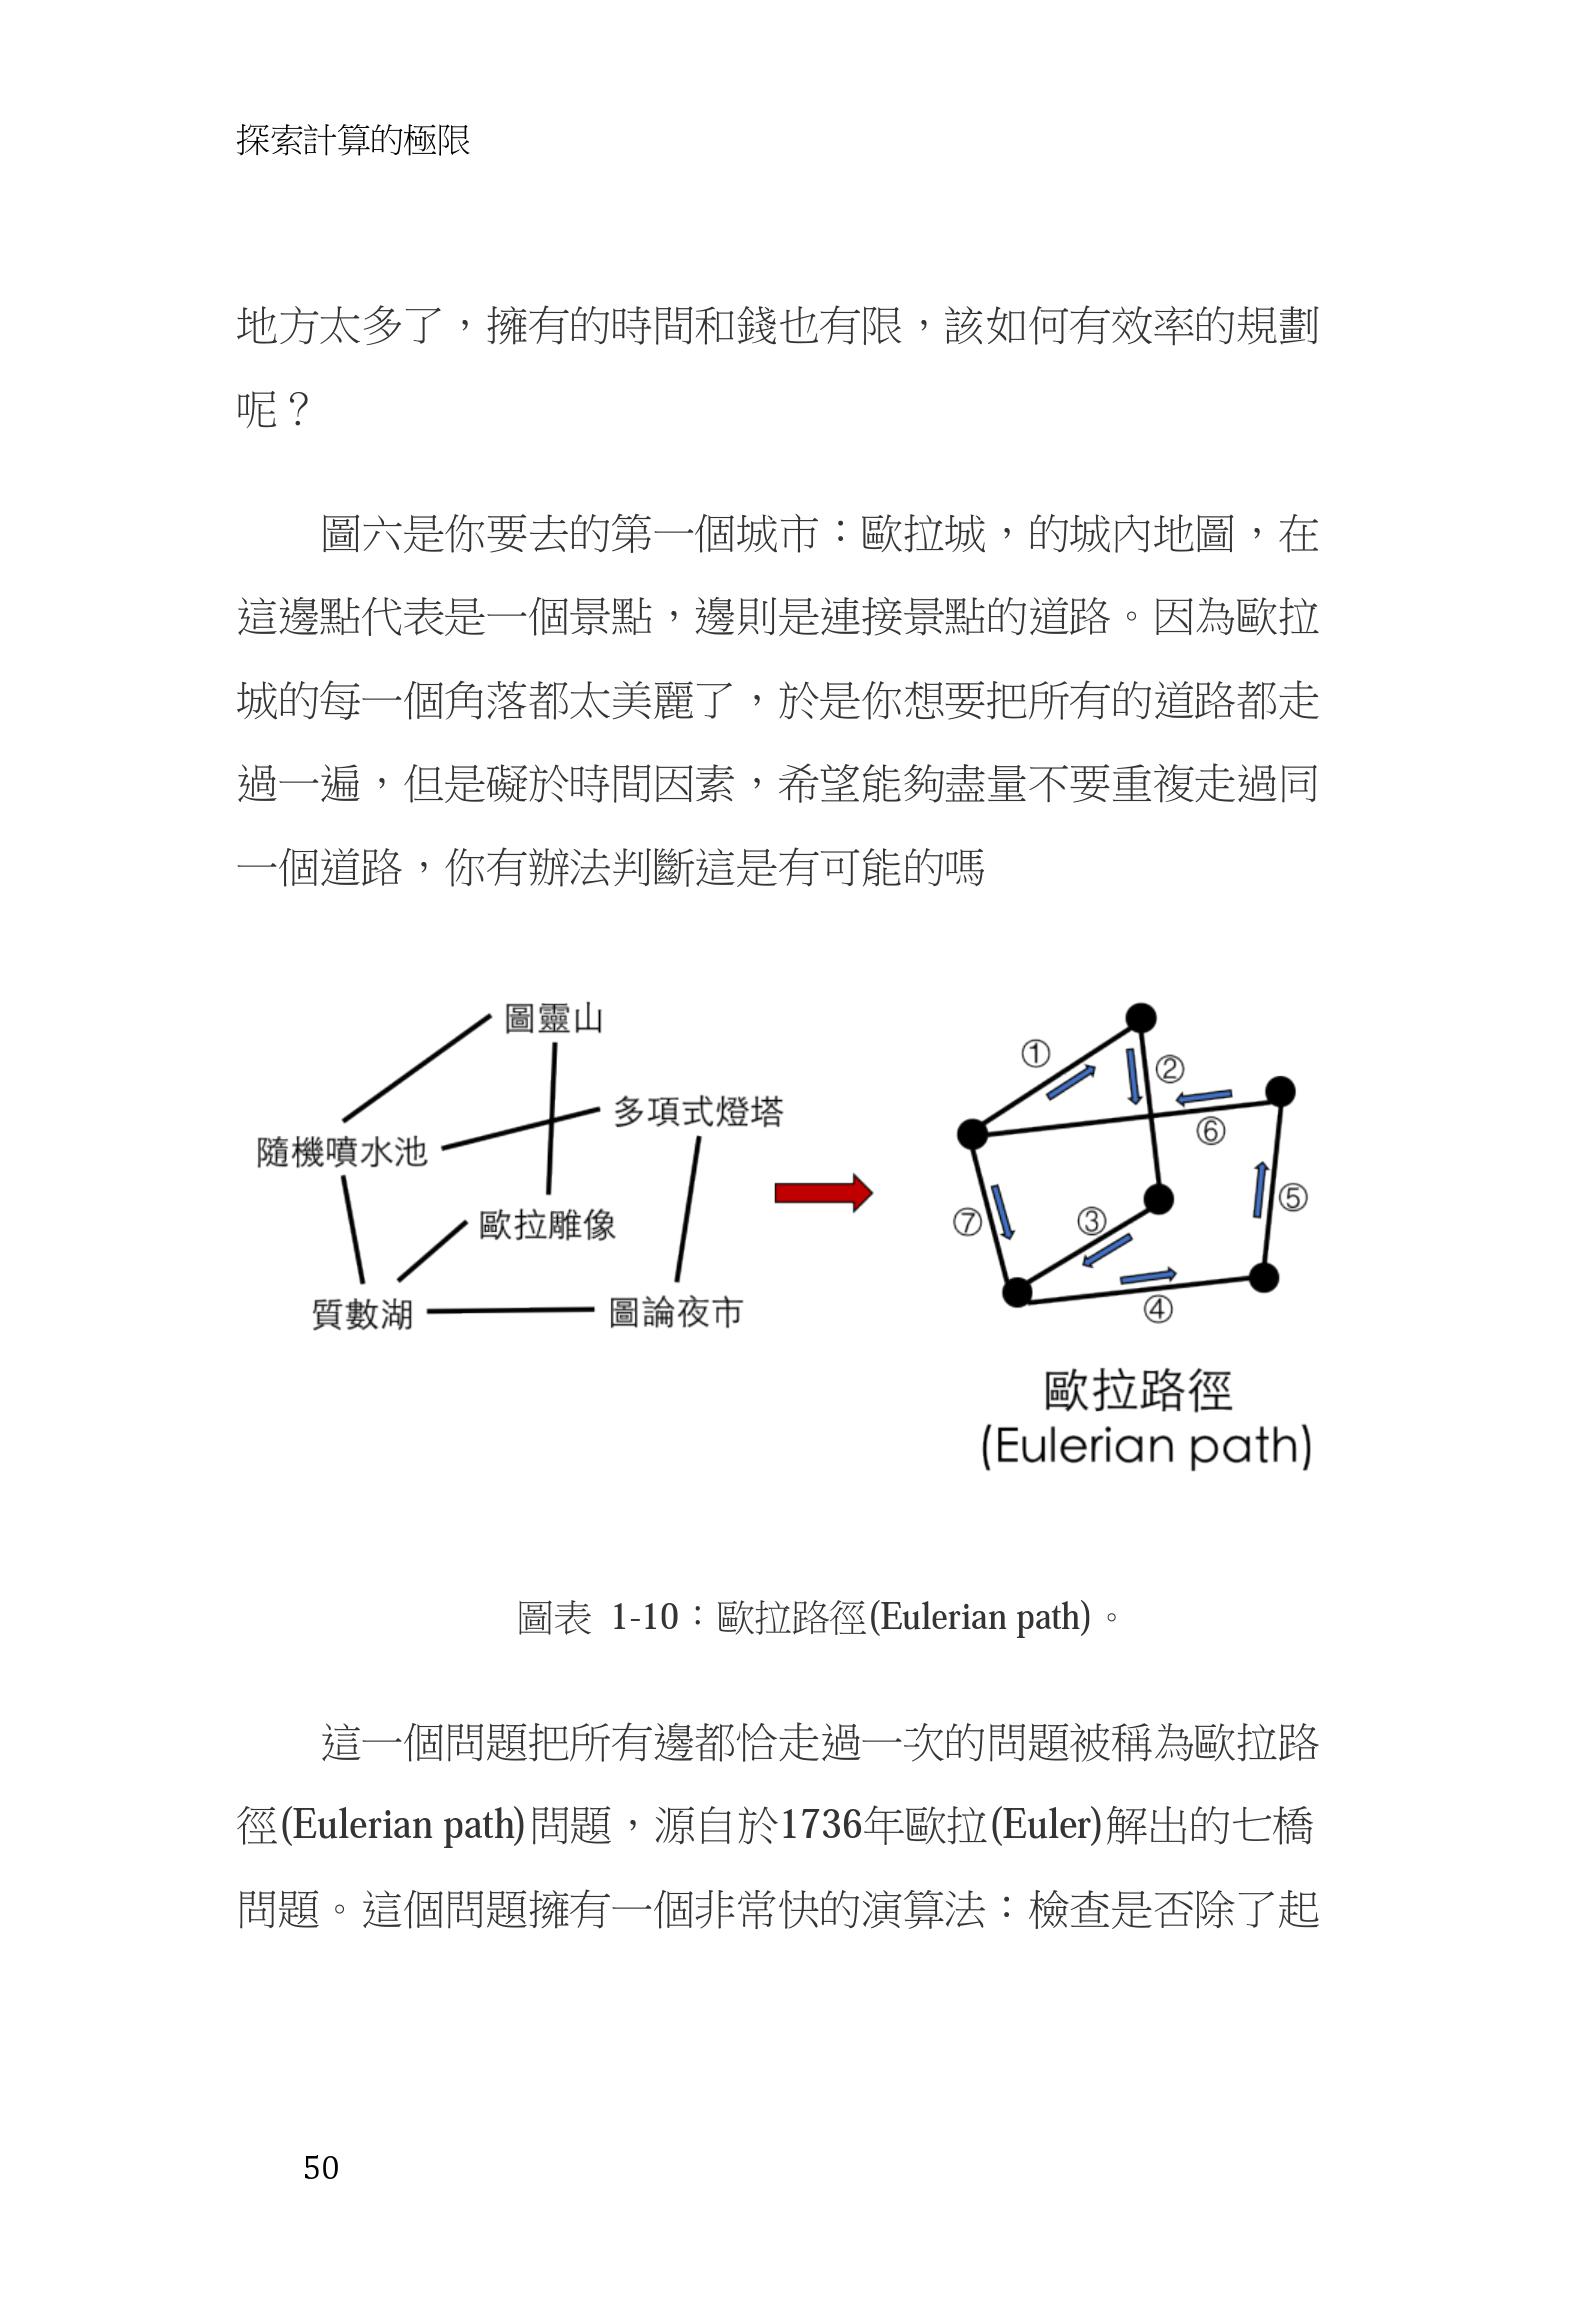 探索計算的極限
地方太多了，擁有的時間和錢也有限，該如何有效率的規劃
呢？
圖六是你要去的第一個城市：歐拉城，的城內地圖，在
這邊點代表是一個景點，邊則是連接景點的道路。因為歐拉
城的每一個角落都太美麗了，於是你想要把所有的道路都走
過一遍，但是礙於時間因素，希望能夠盡量不要重複走過同
一個道路，你有辦法判斷這是有可能的嗎
圖靈山
多項式燈塔
隨機噴水池
歐拉雕像
質數湖
圖論夜市
①
②
⑥
⑤
⑦
③
④
歐拉路徑
(Eulerian path)
圖表 1-10：歐拉路徑(Eulerian path)。
這一個問題把所有邊都恰走過一次的問題被稱為歐拉路
徑(Eulerian path)問題，源自於1736年歐拉(Euler)解出的七橋
問題。這個問題擁有一個非常快的演算法：檢查是否除了起
50